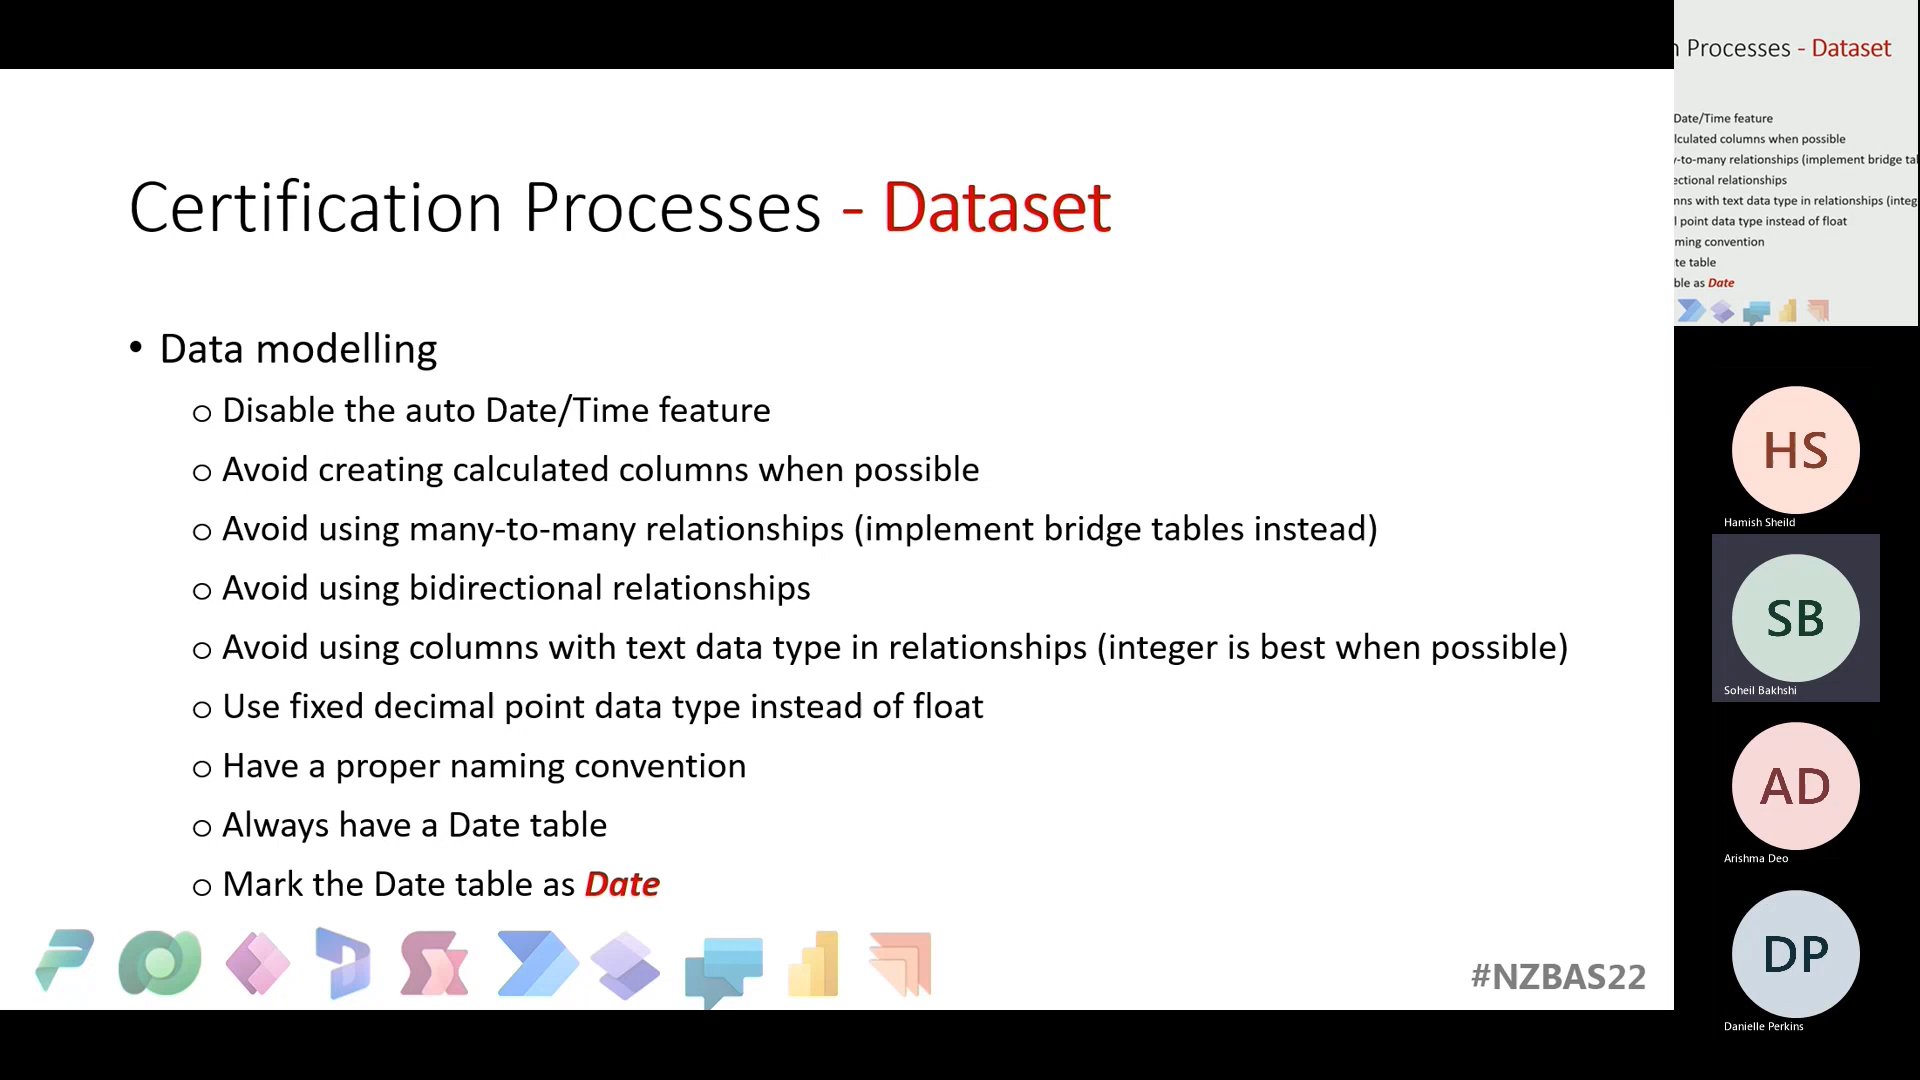 Certification Processes - Dataset
• Data modelling
o Disable the auto Date/Time feature
o Avoid creating calculated columns when possible
o Avoid using many-to-many relationships (implement bridge tables instead)
o Avoid using bidirectional relationships
o Avoid using columns with text data type in relationships (integer is best when possible)
o Use fixed decimal point data type instead of float
o Have a proper naming convention
o Always have a Date table
o Mark the Date table as Date
#NZBAS22
Processes - Dataset
Date/Time feature
lculated columns when possible
-to-many relationships (implement bridge tal
ectional relationships
nns with text data type in relationships (integ
l point data type instead of float
ming convention
te table
ble as Date
HS
Hamish Sheild
SB
Soheil Bakhshi
AD
Arishma Deo
DP
Danielle Perkins